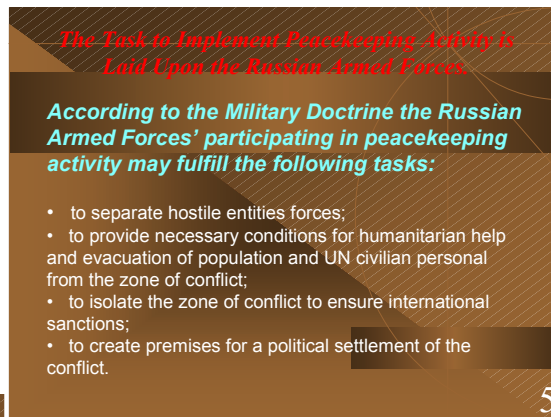 The Task to Implement Peacekeeping Activity is
Laid Upon the Russian Armed Forces.
According to the Military Doctrine the Russian
Armed Forces’ participating in peacekeeping
activity may fulfill the following tasks:
• to separate hostile entities forces;
• to provide necessary conditions for humanitarian help
and evacuation of population and UN civilian personal
from the zone of conflict;
• to isolate the zone of conflict to ensure international
sanctions;
• to create premises for a political settlement of the
conflict.
5